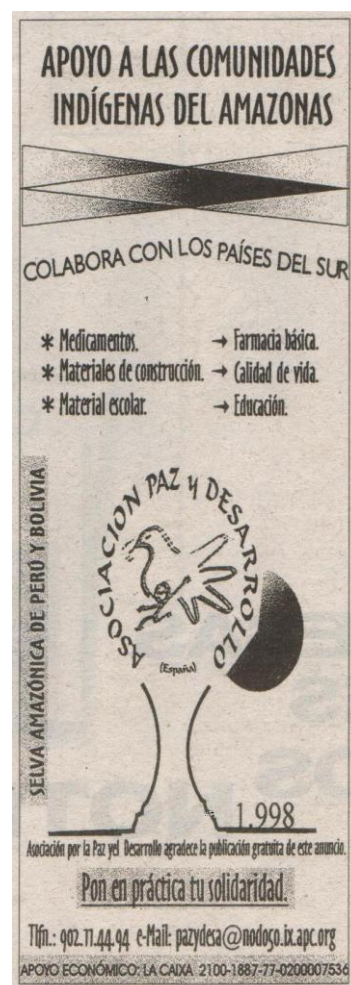 APOYO A LAS COMUNIDADES
INDÍGENAS DEL AMAZONAS
COLABORA CON LOS PAÍSES DEL SUR
* Medicamentos. → Farmacia básica.
* Materiales de construcción. → Calidad de vida.
* Material escolar. → Educación.
SELVA AMAZÓNICA DE PERÚ Y BOLIVIA
ASOCIACION PAZ y DESARROLLO
(España)
1.998
Asociación por la Paz yel Desarrollo agradece la publicación gratuita de este anuncio.
Pon en práctica tu solidaridad.
Tlfn.: 902.11.44.94 e-Mail: pazydesa@nodo50.ix.apc.org
APOYO ECONÓMICO: LA CAIXA 2100-1887-77-0200007536